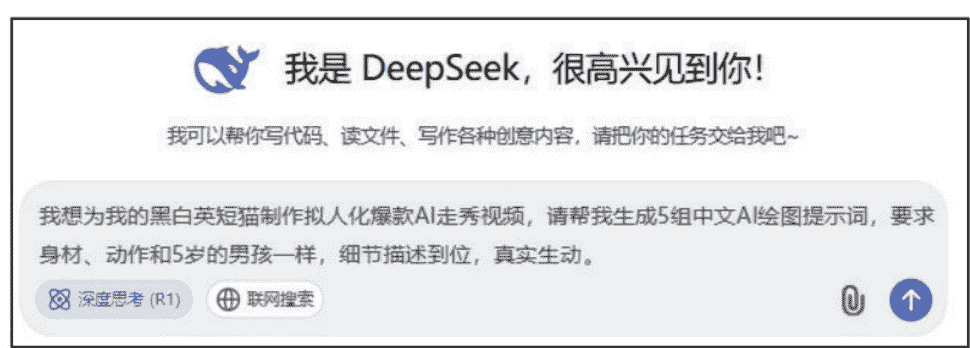 我是 DeepSeek，很高兴见到你！
我可以帮你写代码、读文件、写作各种创意内容，请把你的任务交给我吧~
我想为我的黑白英短猫制作拟人化爆款AI走秀视频，请帮我生成5组中文AI绘图提示词，要求
身材、动作和5岁的男孩一样，细节描述到位，真实生动。
深度思考 (R1) 联网搜索